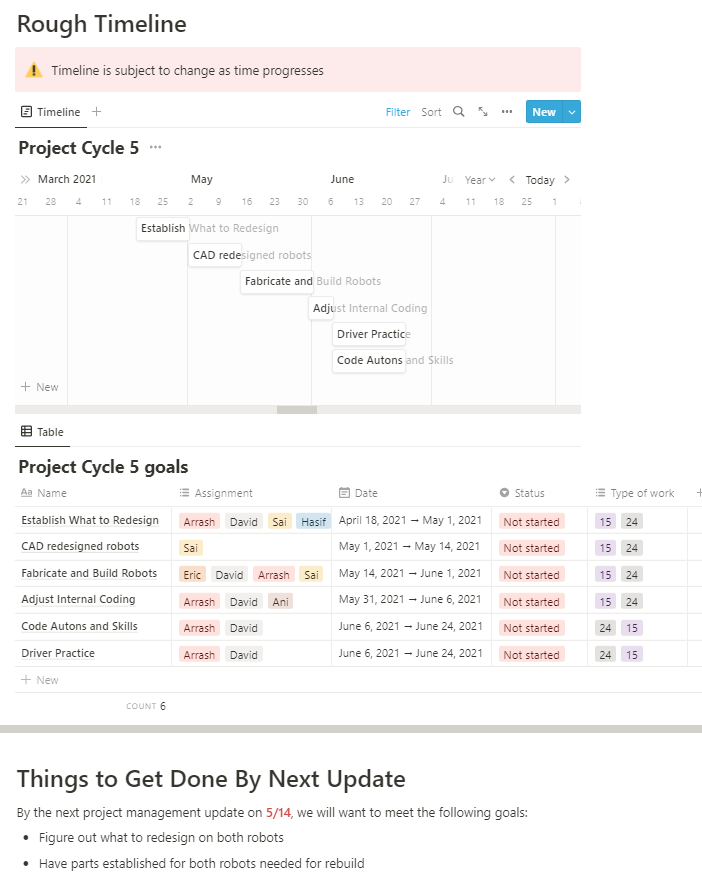 Rough Timeline
⚠️ Timeline is subject to change as time progresses
Timeline +
Filter Sort ••• New
Project Cycle 5 •••
March 2021 May June Ju Year Today
21 28 4 11 18 25 2 9 16 23 30 6 13 20 27 4 11 18 25 1
Establish What to Redesign
CAD redesigned robots
Fabricate and Build Robots
Adjust Internal Coding
Driver Practice
Code Autons and Skills
+ New
Table
Project Cycle 5 goals
Aa Name Assignment Date Status Type of work +
Establish What to Redesign Arrash David Sai Hasif April 18, 2021 → May 1, 2021 Not started 15 24
CAD redesigned robots Sai May 1, 2021 → May 14, 2021 Not started 15 24
Fabricate and Build Robots Eric David Arrash Sai May 14, 2021 → June 1, 2021 Not started 15 24
Adjust Internal Coding Arrash David Ani May 31, 2021 → June 6, 2021 Not started 15 24
Code Autons and Skills Arrash David June 6, 2021 → June 24, 2021 Not started 24 15
Driver Practice Arrash David June 6, 2021 → June 24, 2021 Not started 24 15
+ New
COUNT 6
Things to Get Done By Next Update
By the next project management update on 5/14, we will want to meet the following goals:
• Figure out what to redesign on both robots
• Have parts established for both robots needed for rebuild